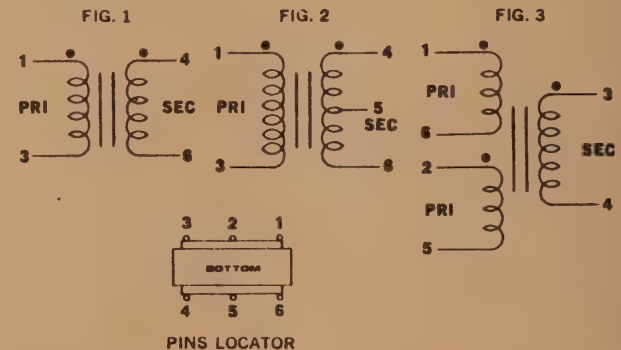 FIG. 1
1 4
PRI SEC
3 6
FIG. 2
1 4
PRI 5
SEC
3 6
FIG. 3
1
PRI 3
6
SEC
2
PRI 4
5
3 2 1
BOTTOM
4 5 6
PINS LOCATOR